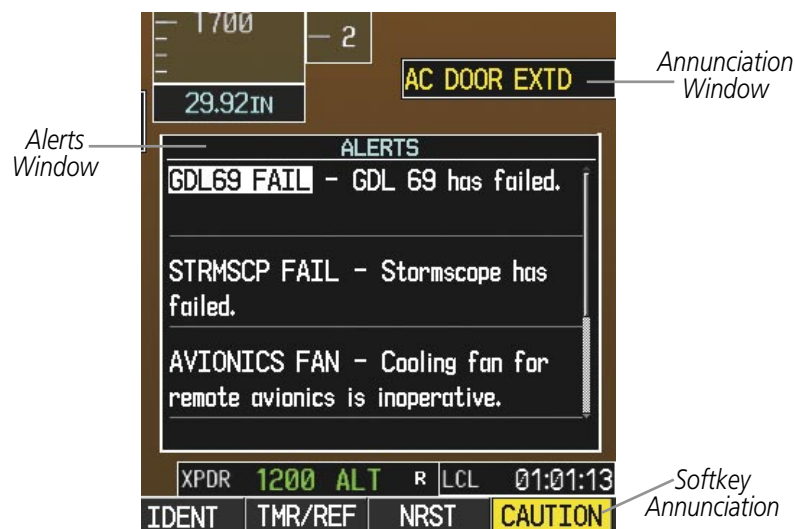 1700
2
AC DOOR EXTD
Annunciation
Window
29.92IN
Alerts
Window
ALERTS
GDL69 FAIL - GDL 69 has failed.
STRMSCP FAIL - Stormscope has
failed.
AVIONICS FAN - Cooling fan for
remote avionics is inoperative.
XPDR 1200 ALT R LCL 01:01:13
IDENT TMR/REF NRST CAUTION
Softkey
Annunciation